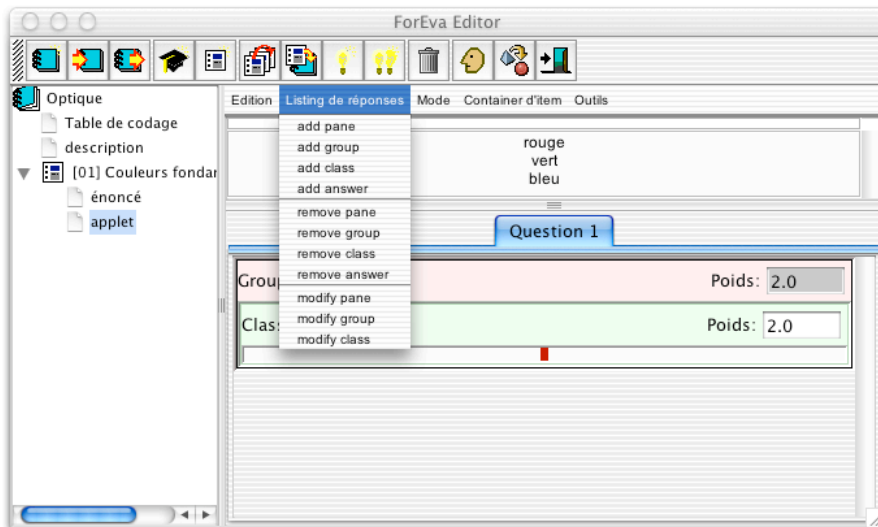 ForEva Editor
Optique
Table de codage
description
[01] Couleurs fondar
énoncé
applet
Edition Listing de réponses Mode Container d'item Outils
add pane
add group
add class
add answer
remove pane
remove group
remove class
remove answer
modify pane
modify group
modify class
rouge
vert
bleu
Question 1
Grou Poids: 2.0
Clas Poids: 2.0